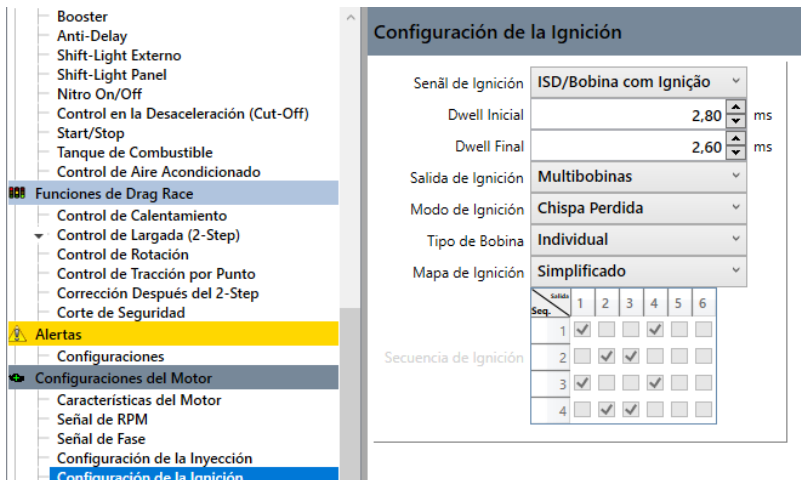 Booster
Anti-Delay
Shift-Light Externo
Shift-Light Panel
Nitro On/Off
Control en la Desaceleración (Cut-Off)
Start/Stop
Tanque de Combustible
Control de Aire Acondicionado
Funciones de Drag Race
Control de Calentamiento
Control de Largada (2-Step)
Control de Rotación
Control de Tracción por Punto
Corrección Después del 2-Step
Corte de Seguridad
Alertas
Configuraciones
Configuraciones del Motor
Características del Motor
Señal de RPM
Señal de Fase
Configuración de la Inyección
Configuración de la Ignición
Configuración de la Ignición
Senãl de Ignición ISD/Bobina com Ignição
Dwell Inicial 2,80 ms
Dwell Final 2,60 ms
Salida de Ignición Multibobinas
Modo de Ignición Chispa Perdida
Tipo de Bobina Individual
Mapa de Ignición Simplificado
Salida
Seq. 1 2 3 4 5 6
1
Secuencia de Ignición 2
3
4